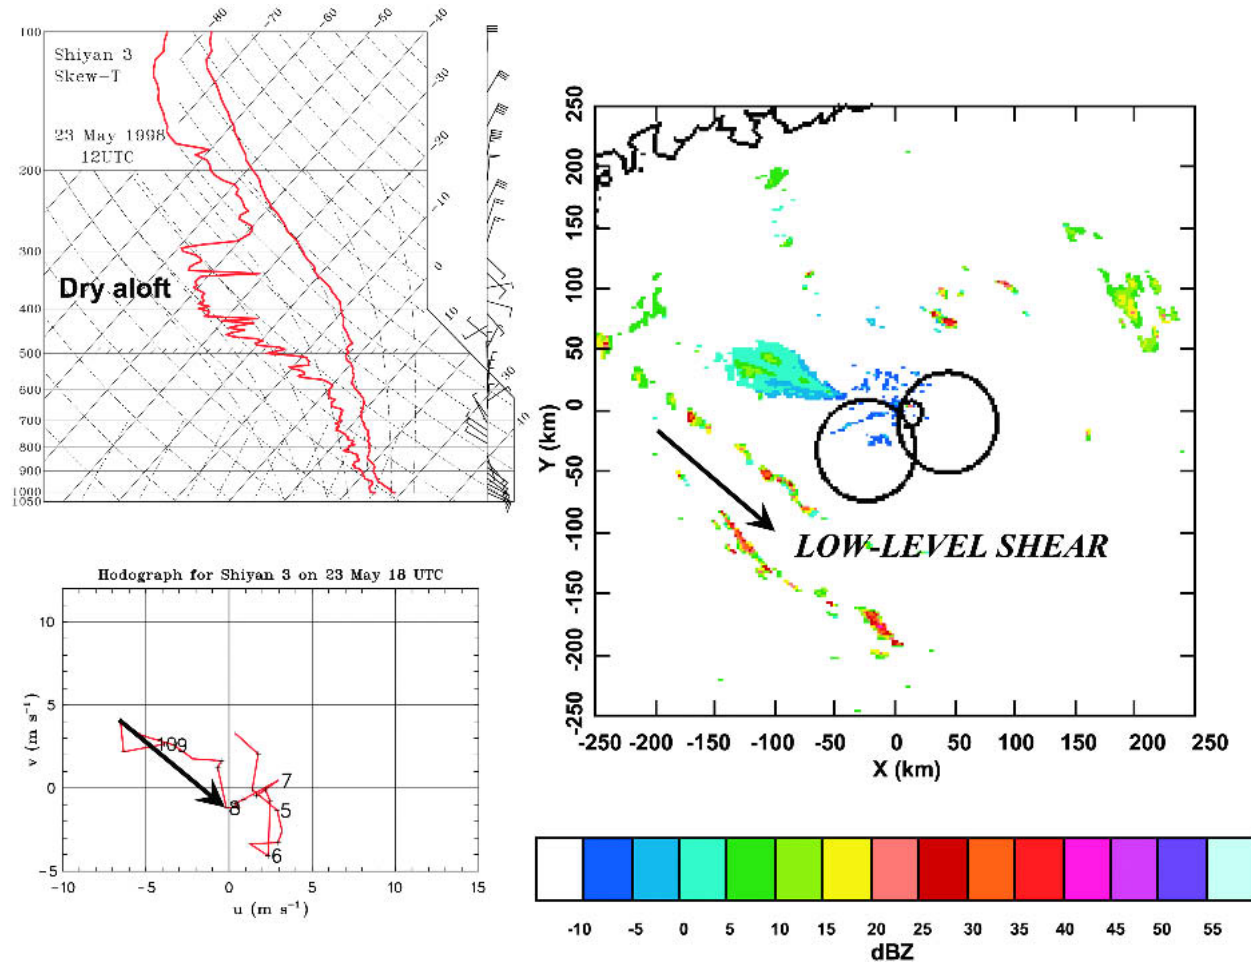 -80
-70
-60
-50
-40
100
Shiyan 3
Skew-T
-30
23 May 1998
12UTC
-20
200
-10
300
0
Dry aloft
10
400
500
30
600
700
40
800
900
1000
1050
250
200
150
100
50
0
-50
-100
-150
-200
-250
Y (km)
LOW-LEVEL SHEAR
-250 -200 -150 -100 -50 0 50 100 150 200 250
X (km)
Hodograph for Shiyan 3 on 23 May 18 UTC
10
5
0
-5
v (m s⁻¹)
109
8
7
5
6
-10 -5 0 5 10 15
u (m s⁻¹)
-10 -5 0 5 10 15 20 25 30 35 40 45 50 55
dBZ